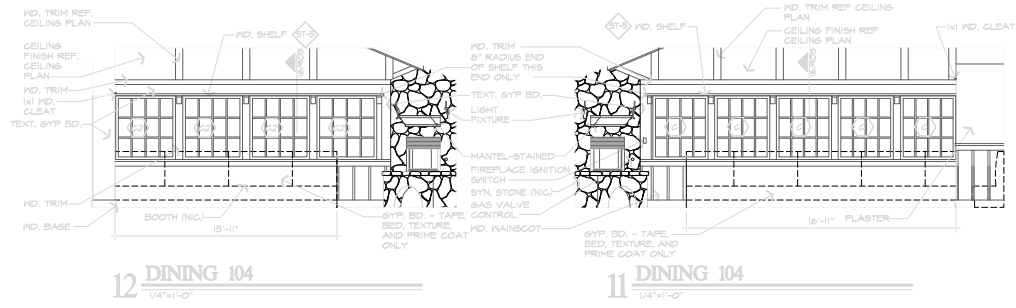 WD. TRIM REF.
CEILING PLAN
CEILING
FINISH REF.
CEILING
PLAN
WD. TRIM
1x1 WD.
CLEAT
TEXT. GYP BD.
WD. TRIM
WD. BASE
WD. SHELF
ST-5
BOOTH (NIC)
13'-11"
GYP. BD. - TAPE,
BED, TEXTURE,
AND PRIME COAT
ONLY
12 DINING 104
1/4"=1'-0"
WD. TRIM
8" RADIUS END
OF SHELF THIS
END ONLY
TEXT. GYP BD.
LIGHT
FIXTURE
MANTEL-STAINED
FIREPLACE IGNITION
SWITCH
SYN. STONE (NIC)
GAS VALVE
CONTROL
WD. WAINSCOT
ST-5
WD. SHELF
WD. TRIM REF
CEILING
PLAN
CEILING FINISH REF
CEILING PLAN
1x1 WD. CLEAT
16'-11"
PLASTER
GYP. BD. - TAPE,
BED, TEXTURE, AND
PRIME COAT ONLY
11 DINING 104
1/4"=1'-0"